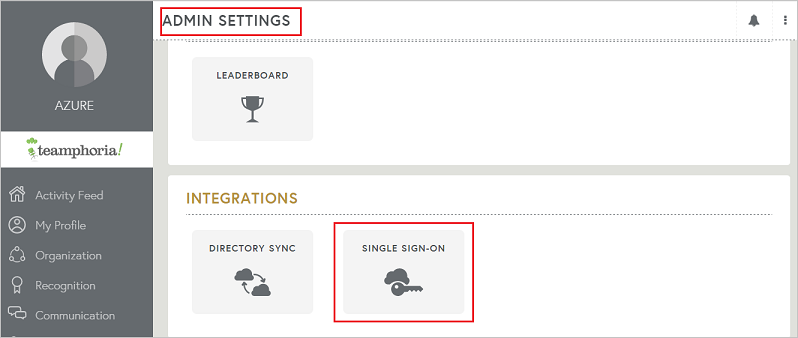 ADMIN SETTINGS
AZURE
teamphoria!
Activity Feed
My Profile
Organization
Recognition
Communication
LEADERBOARD
INTEGRATIONS
DIRECTORY SYNC
SINGLE SIGN-ON